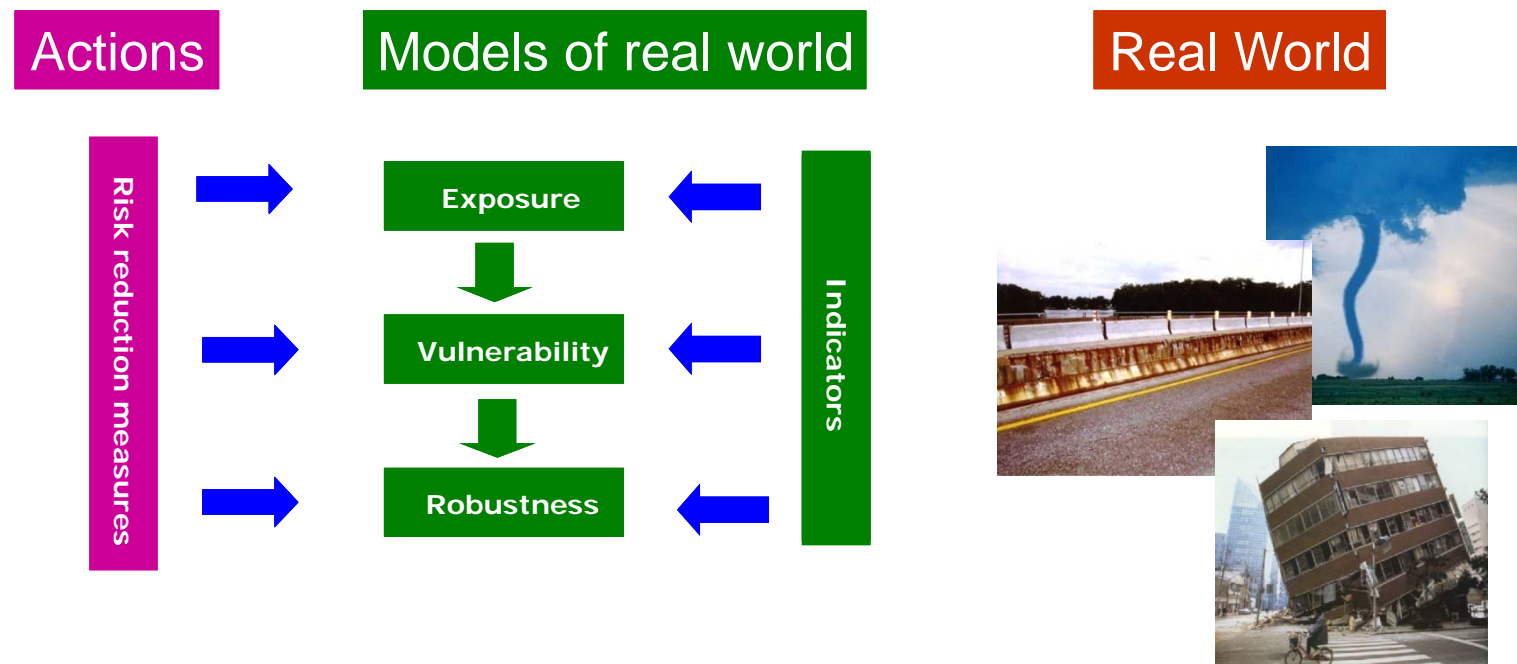 Actions
Models of real world
Real World
Risk reduction measures
Exposure
Vulnerability
Robustness
Indicators